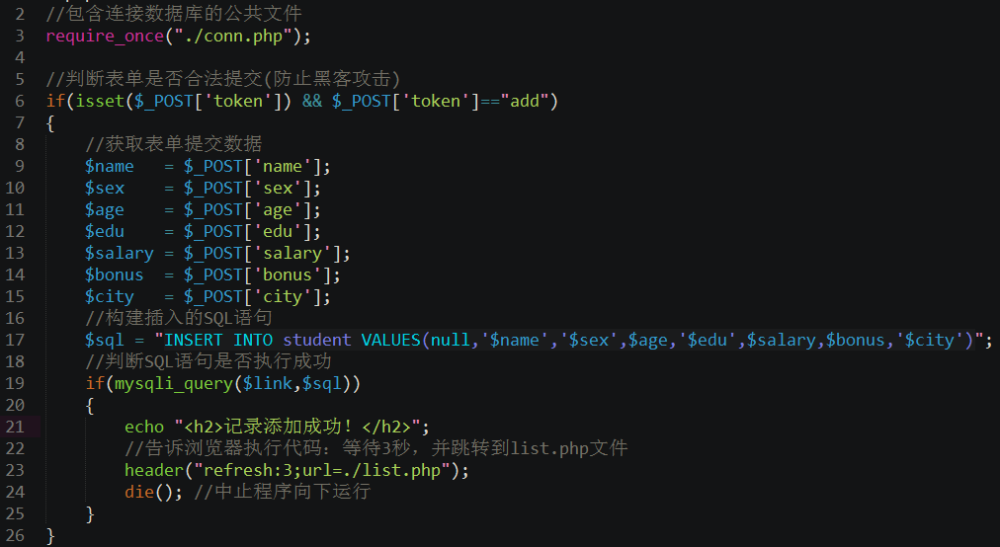 2 //包含连接数据库的公共文件
3 require_once("./conn.php");
4
5 //判断表单是否合法提交(防止黑客攻击)
6 if(isset($_POST['token']) && $_POST['token']=="add")
7 {
8     //获取表单提交数据
9     $name   = $_POST['name'];
10     $sex    = $_POST['sex'];
11     $age    = $_POST['age'];
12     $edu    = $_POST['edu'];
13     $salary = $_POST['salary'];
14     $bonus  = $_POST['bonus'];
15     $city   = $_POST['city'];
16     //构建插入的SQL语句
17     $sql = "INSERT INTO student VALUES(null,'$name','$sex',$age,'$edu',$salary,$bonus,'$city')";
18     //判断SQL语句是否执行成功
19     if(mysqli_query($link,$sql))
20     {
21         echo "<h2>记录添加成功！</h2>";
22         //告诉浏览器执行代码：等待3秒，并跳转到list.php文件
23         header("refresh:3;url=./list.php");
24         die(); //中止程序向下运行
25     }
26 }